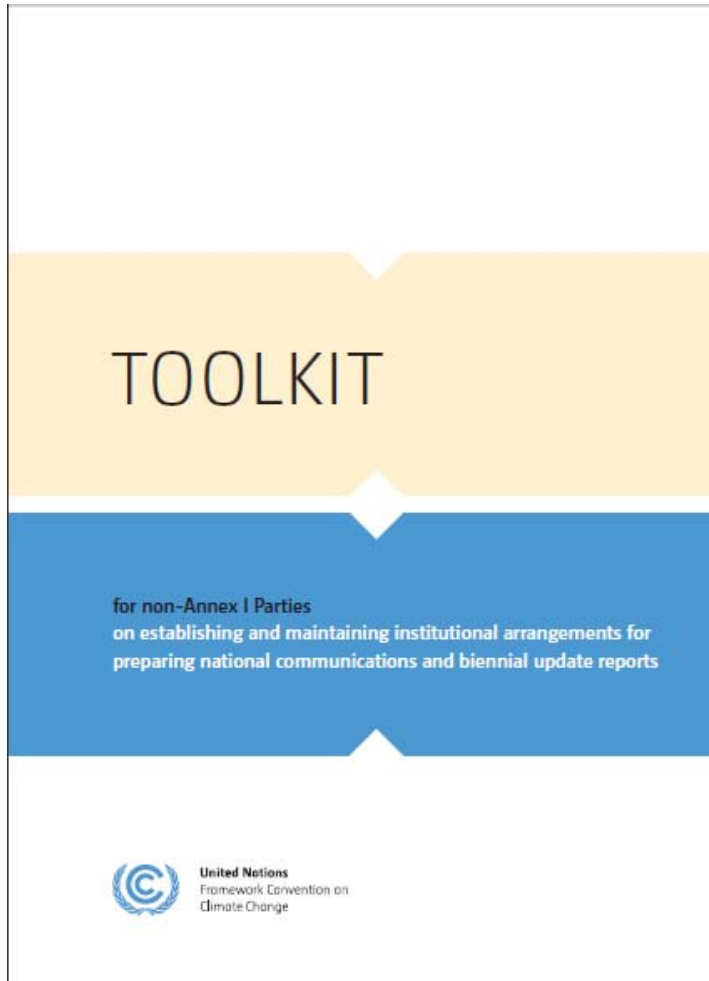 TOOLKIT
for non-Annex I Parties
on establishing and maintaining institutional arrangements for
preparing national communications and biennial update reports
United Nations
Framework Convention on
Climate Change